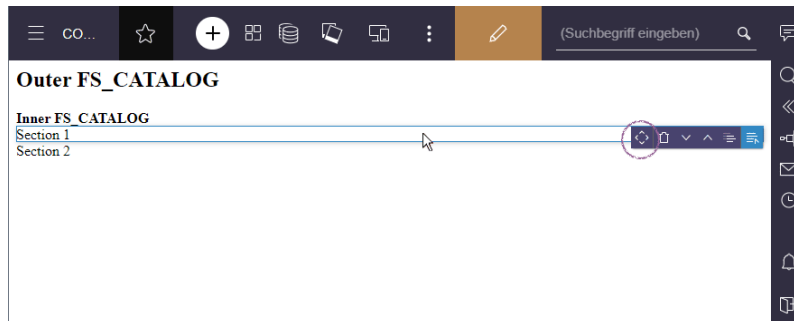 CO...
(Suchbegriff eingeben)
Outer FS_CATALOG
Inner FS_CATALOG
Section 1
Section 2